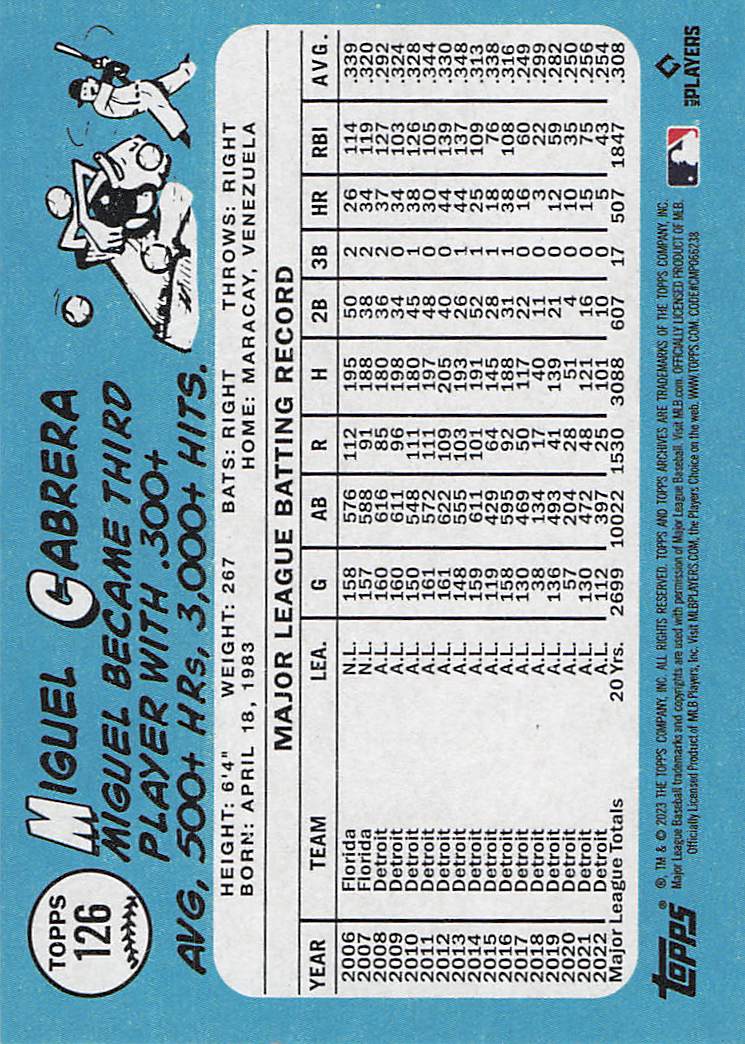 TOPPS
126
MIGUEL CABRERA
MIGUEL BECAME THIRD
PLAYER WITH .300+
AVG, 500+ HRs, 3,000+ HITS.
HEIGHT: 6'4" WEIGHT: 267 BATS: RIGHT THROWS: RIGHT
BORN: APRIL 18, 1983 HOME: MARACAY, VENEZUELA
MAJOR LEAGUE BATTING RECORD
YEAR TEAM LEA. G AB R H 2B 3B HR RBI AVG.
2006 Florida N.L. 158 576 112 195 50 2 26 114 .339
2007 Florida N.L. 157 588 91 188 38 2 34 119 .320
2008 Detroit A.L. 160 616 85 180 36 2 37 127 .292
2009 Detroit A.L. 160 611 96 198 34 0 34 103 .324
2010 Detroit A.L. 150 548 111 180 45 1 38 126 .328
2011 Detroit A.L. 161 572 111 197 48 0 30 105 .344
2012 Detroit A.L. 161 622 109 205 40 0 44 139 .330
2013 Detroit A.L. 148 555 103 193 26 1 44 137 .348
2014 Detroit A.L. 159 611 101 191 52 1 25 109 .313
2015 Detroit A.L. 119 429 64 145 28 1 18 76 .338
2016 Detroit A.L. 158 595 92 188 31 1 38 108 .316
2017 Detroit A.L. 130 469 50 117 22 0 16 60 .249
2018 Detroit A.L. 38 134 17 40 11 0 3 22 .299
2019 Detroit A.L. 136 493 41 139 21 0 12 59 .282
2020 Detroit A.L. 57 204 28 51 4 0 10 35 .250
2021 Detroit A.L. 130 472 48 121 16 0 15 75 .256
2022 Detroit A.L. 112 397 25 101 10 0 5 43 .254
Major League Totals 20 Yrs. 2699 10022 1530 3088 607 17 507 1847 .308
topps®
®, TM & © 2023 THE TOPPS COMPANY, INC. ALL RIGHTS RESERVED. TOPPS AND TOPPS ARCHIVES ARE TRADEMARKS OF THE TOPPS COMPANY, INC.
Major League Baseball trademarks and copyrights are used with permission of Major League Baseball. Visit MLB.com. OFFICIALLY LICENSED PRODUCT OF MLB.
Officially Licensed Product of MLB Players, Inc. Visit MLBPLAYERS.COM, the Players Choice on the web. WWW.TOPPS.COM. CODE#CMP066238
MLB PLAYERS